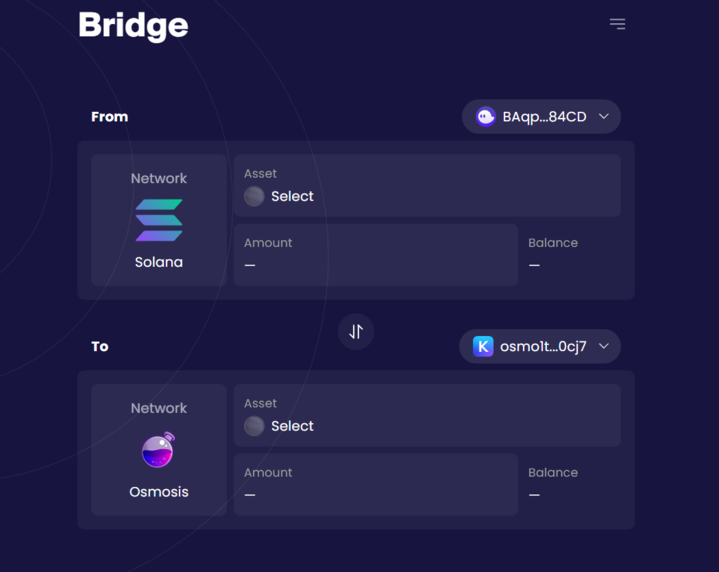 Bridge
From
BAqp...84CD
Network
Solana
Asset
Select
Amount
—
Balance
—
To
K osmo1t...0cj7
Network
Osmosis
Asset
Select
Amount
—
Balance
—